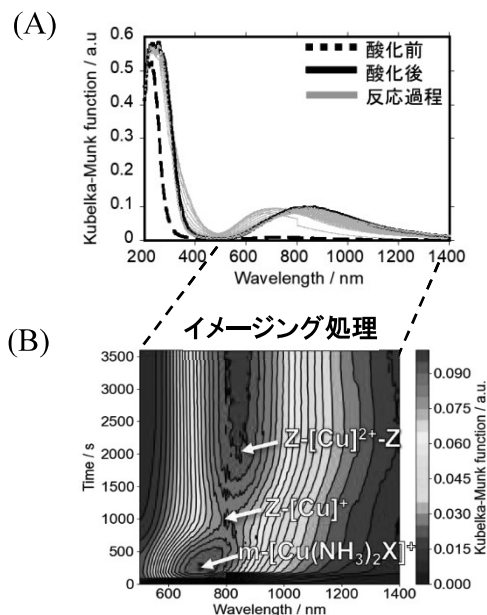 (A)
0.6
0.5
0.4
0.3
0.2
0.1
0
Kubelka-Munk function / a.u
酸化前
酸化後
反応過程
200 400 600 800 1000 1200 1400
Wavelength / nm
イメージング処理
(B)
3500
3000
2500
2000
1500
1000
500
0
Time / s
Z-[Cu]²⁺-Z
Z-[Cu]⁺
m-[Cu(NH₃)₂X]⁺
600 800 1000 1200 1400
Wavelength / nm
0.090
0.075
0.060
0.045
0.030
0.015
0.000
Kubelka-Munk function / a.u.